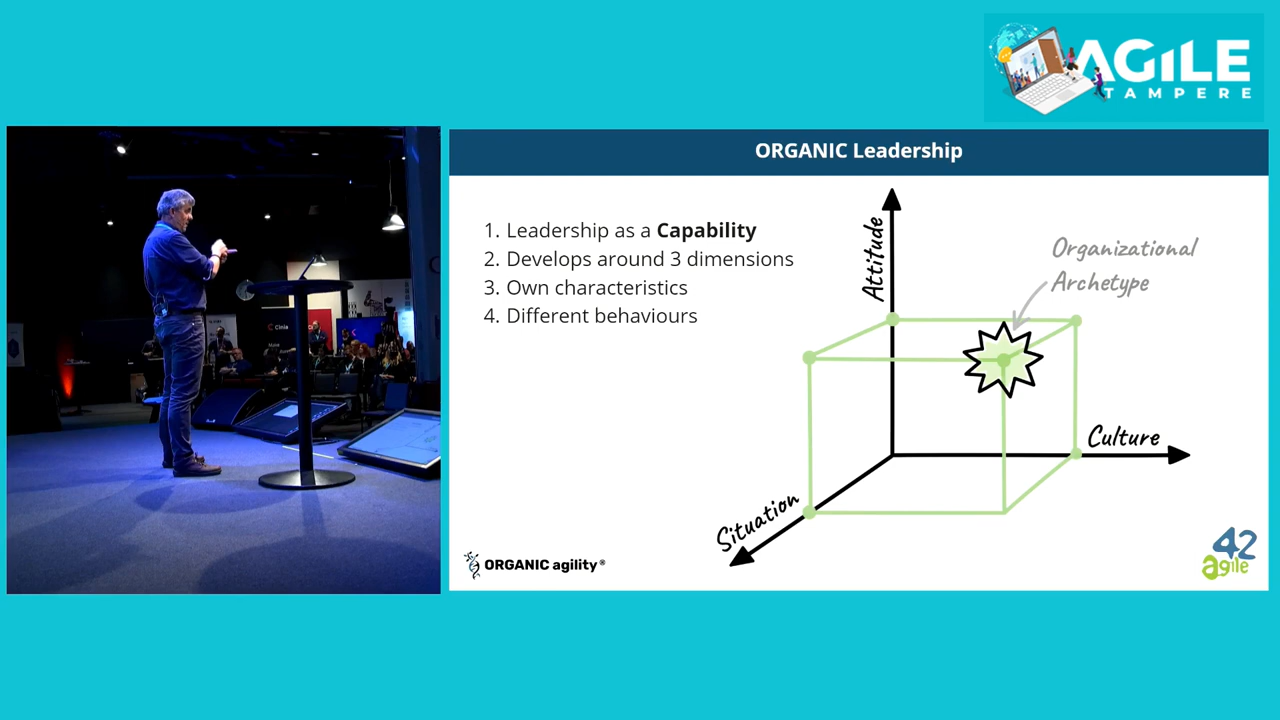 AGILE
TAMPERE
ORGANIC Leadership
1. Leadership as a Capability
2. Develops around 3 dimensions
3. Own characteristics
4. Different behaviours
Attitude
Organizational
Archetype
Culture
Situation
ORGANIC agility®
42
agile
Cinia